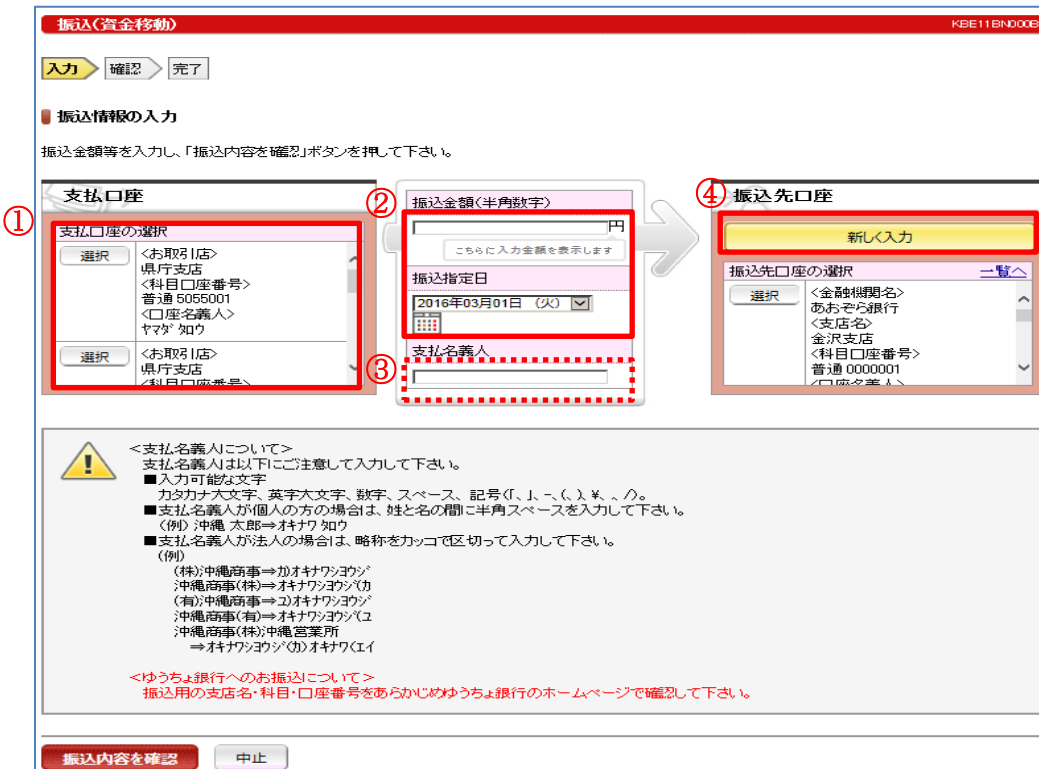 振込(資金移動)
KBE11BN000B
入力
確認
完了
振込情報の入力
振込金額等を入力し、「振込内容を確認」ボタンを押して下さい。
①
支払口座
支払口座の選択
選択
<お取引店>
県庁支店
<科目口座番号>
普通 5055001
<口座名義人>
ヤマダ タロウ
選択
<お取引店>
県庁支店
<科目口座番号>
②
振込金額(半角数字)
円
こちらに入力金額を表示します
振込指定日
2016年03月01日 (火)
③
支払名義人
④
振込先口座
新しく入力
振込先口座の選択
一覧へ
選択
<金融機関名>
あおぞら銀行
<支店名>
金沢支店
<科目口座番号>
普通 0000001
<口座名義人>
<支払名義人について>
支払名義人は以下にご注意して入力して下さい。
■入力可能な文字
カタカナ大文字、英字大文字、数字、スペース、記号(「、」、-、(、)、¥、.、/)。
■支払名義人が個人の方の場合は、姓と名の間に半角スペースを入力して下さい。
(例) 沖縄 太郎⇒オキナワ タロウ
■支払名義人が法人の場合は、略称をカッコで区切って入力して下さい。
(例)
(株)沖縄商事⇒カ)オキナワシヨウジ
沖縄商事(株)⇒オキナワシヨウジ(カ
(有)沖縄商事⇒ユ)オキナワシヨウジ
沖縄商事(有)⇒オキナワシヨウジ(ユ
沖縄商事(株)沖縄営業所
⇒オキナワシヨウジ(カ)オキナワ(エイ
<ゆうちょ銀行へのお振込について>
振込用の支店名・科目・口座番号をあらかじめゆうちょ銀行のホームページで確認して下さい。
振込内容を確認
中止